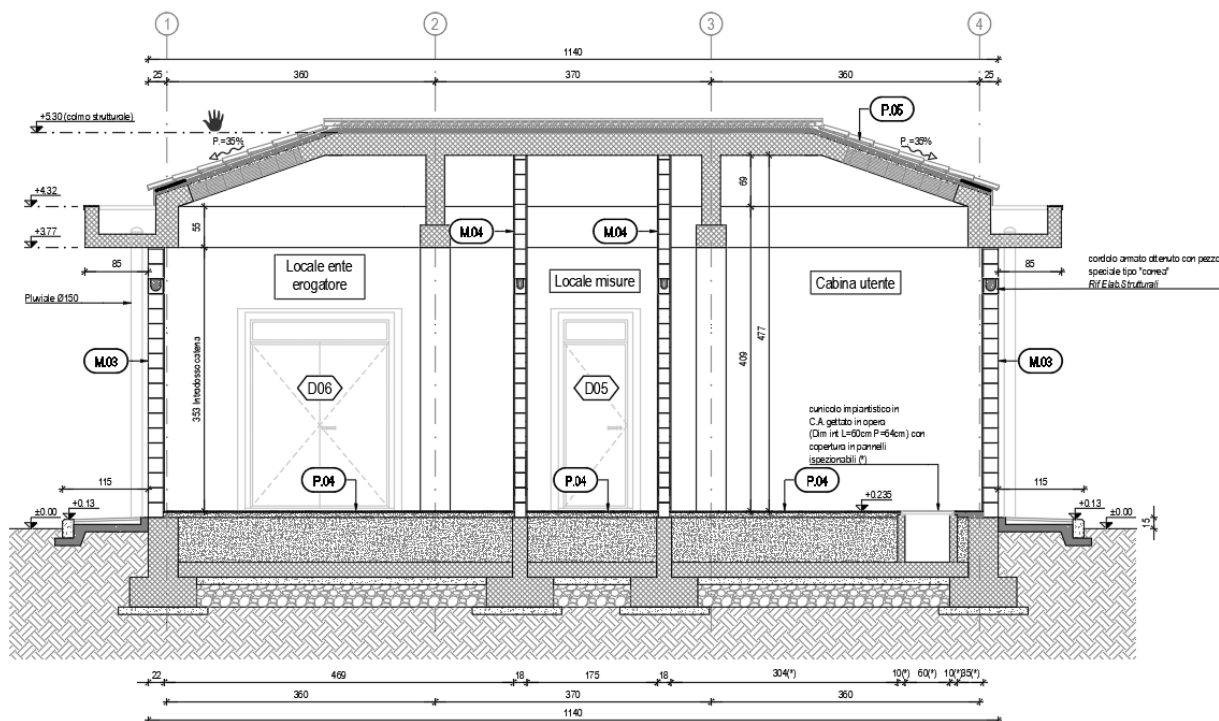 1 2 3 4
1140
25 360 370 360 25
+5.30 (colmo strutturale)
P.05
P.=35% P.=35%
+4.32
69
55
M.04 M.04
+3.77
Locale ente
erogatore
Locale misure
Cabina utente
85 85
cordolo armato ottenuto con pezzo
speciale tipo "correa"
Rif Elab.Strutturali
Pluviale Ø150
477
409
M.03 M.03
353 Introdosso catena
D06 D05
cunicolo impiantistico in
C.A. gettato in opera
(Dim int L=60cm P=64cm) con
copertura in pannelli
ispezionabili (*)
P.04 P.04 P.04
115 115
+0.235
±0.00 +0.13 +0.13 ±0.00
15
22 469 18 175 18 304(*) 10(*) 60(*) 10(*) 35(*)
360 370 360
1140